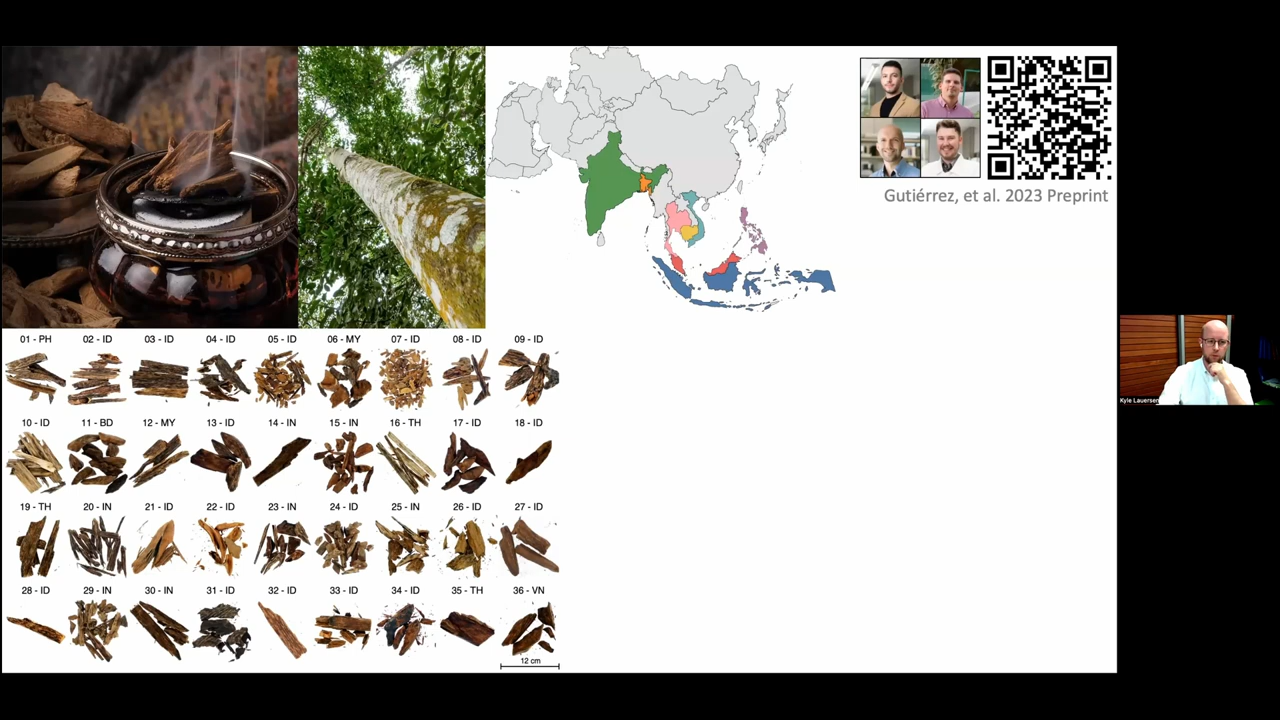 Gutiérrez, et al. 2023 Preprint
01 - PH 02 - ID 03 - ID 04 - ID 05 - ID 06 - MY 07 - ID 08 - ID 09 - ID
10 - ID 11 - BD 12 - MY 13 - ID 14 - IN 15 - IN 16 - TH 17 - ID 18 - ID
19 - TH 20 - IN 21 - ID 22 - ID 23 - IN 24 - ID 25 - IN 26 - ID 27 - ID
28 - ID 29 - IN 30 - IN 31 - ID 32 - ID 33 - ID 34 - ID 35 - TH 36 - VN
12 cm
Kyle Lauersen